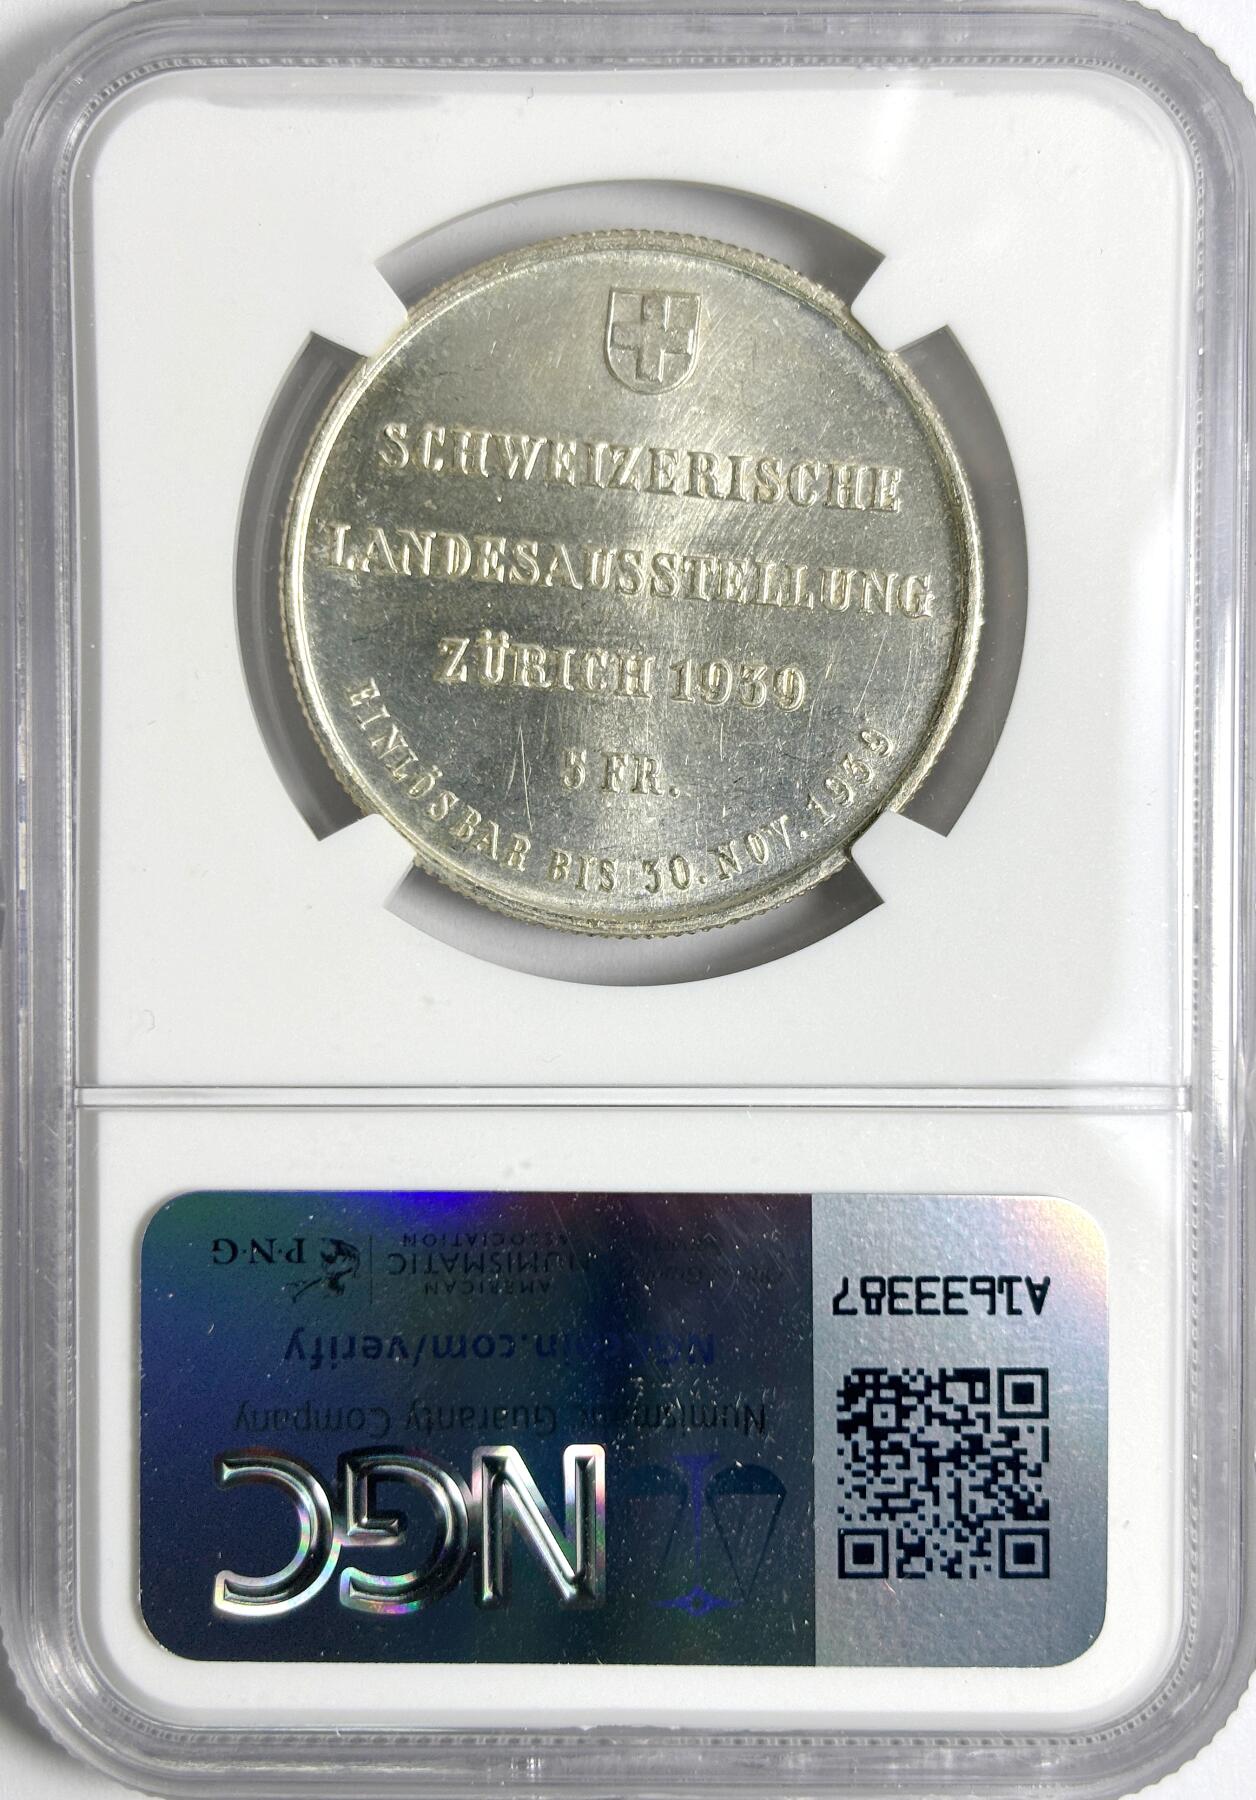 SCHWEIZERISCHE
LANDESAUSSTELLUNG
ZÜRICH 1939
5 FR.
EINLÖSBAR BIS 30. NOV. 1939
NGC
Numismatic Guaranty Company
NGCcoin.com/verify
AMERICAN
NUMISMATIC
ASSOCIATION
P·N·G
A1633387